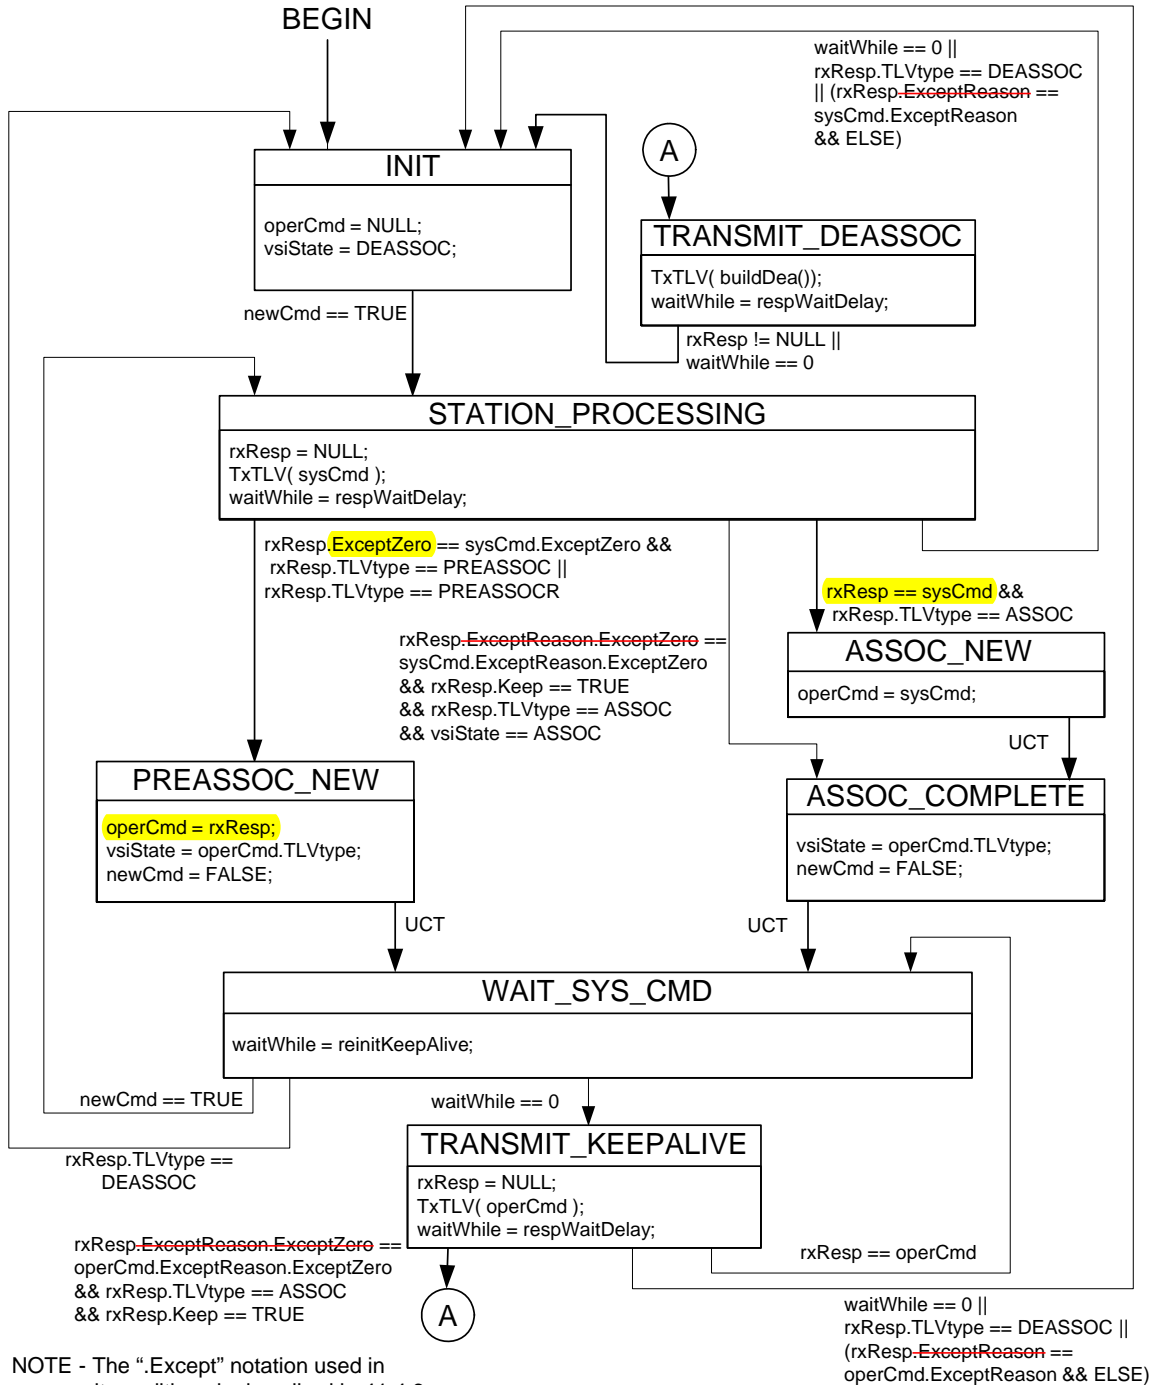 BEGIN
waitWhile == 0 ||
rxResp.TLVtype == DEASSOC
|| (rxResp.ExceptReason ==
sysCmd.ExceptReason
&& ELSE)
A
INIT
operCmd = NULL;
vsiState = DEASSOC;
TRANSMIT_DEASSOC
TxTLV( buildDea());
waitWhile = respWaitDelay;
newCmd == TRUE
rxResp != NULL ||
waitWhile == 0
STATION_PROCESSING
rxResp = NULL;
TxTLV( sysCmd );
waitWhile = respWaitDelay;
rxResp.ExceptZero == sysCmd.ExceptZero &&
rxResp.TLVtype == PREASSOC ||
rxResp.TLVtype == PREASSOCR
rxResp == sysCmd &&
rxResp.TLVtype == ASSOC
rxResp.ExceptReason.ExceptZero ==
sysCmd.ExceptReason.ExceptZero
&& rxResp.Keep == TRUE
&& rxResp.TLVtype == ASSOC
&& vsiState == ASSOC
ASSOC_NEW
operCmd = sysCmd;
UCT
PREASSOC_NEW
operCmd = rxResp;
vsiState = operCmd.TLVtype;
newCmd = FALSE;
ASSOC_COMPLETE
vsiState = operCmd.TLVtype;
newCmd = FALSE;
UCT
UCT
WAIT_SYS_CMD
waitWhile = reinitKeepAlive;
newCmd == TRUE
waitWhile == 0
rxResp.TLVtype ==
DEASSOC
TRANSMIT_KEEPALIVE
rxResp = NULL;
TxTLV( operCmd );
waitWhile = respWaitDelay;
rxResp.ExceptReason.ExceptZero ==
operCmd.ExceptReason.ExceptZero
&& rxResp.TLVtype == ASSOC
&& rxResp.Keep == TRUE
A
rxResp == operCmd
waitWhile == 0 ||
rxResp.TLVtype == DEASSOC ||
(rxResp.ExceptReason ==
operCmd.ExceptReason && ELSE)
NOTE - The “.Except” notation used in